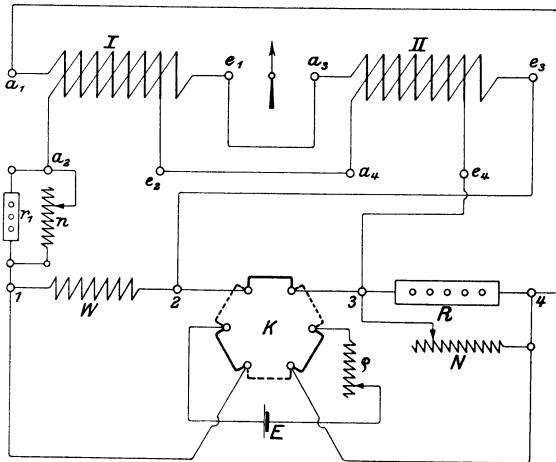 I II
a₁ e₁ a₃ e₃
a₂ e₂ a₄ e₄
r₁ n
1 W 2 3 R 4
K ϱ N
E